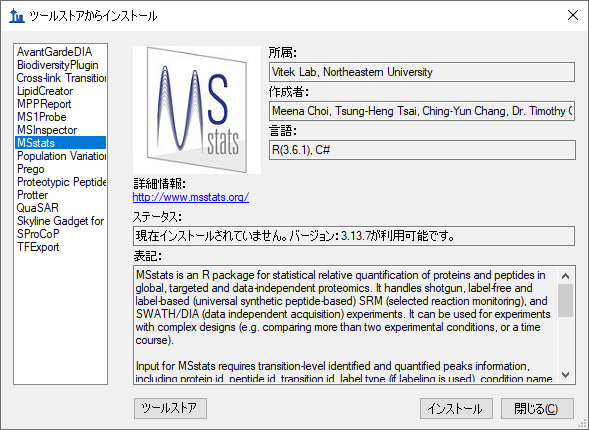 ツールストアからインストール
AvantGardeDIA
BiodiversityPlugin
Cross-link Transition
LipidCreator
MPPReport
MS1Probe
MSInspector
MSstats
Population Variation
Prego
Proteotypic Peptide
Protter
QuaSAR
Skyline Gadget for
SProCoP
TFExport
MS
stats
所属:
Vitek Lab, Northeastern University
作成者:
Meena Choi, Tsung-Heng Tsai, Ching-Yun Chang, Dr. Timothy
言語:
R(3.6.1), C#
詳細情報:
http://www.msstats.org/
ステータス:
現在インストールされていません。バージョン: 3.13.7が利用可能です。
表記:
MSstats is an R package for statistical relative quantification of proteins and peptides in
global, targeted and data-independent proteomics. It handles shotgun, label-free and
label-based (universal synthetic peptide-based) SRM (selected reaction monitoring), and
SWATH/DIA (data independent acquisition) experiments. It can be used for experiments
with complex designs (e.g. comparing more than two experimental conditions, or a time
course).
Input for MSstats requires transition-level identified and quantified peaks information,
including protein id, peptide id, transition id, label type (if labeling is used), condition name
ツールストア
インストール
閉じる(C)